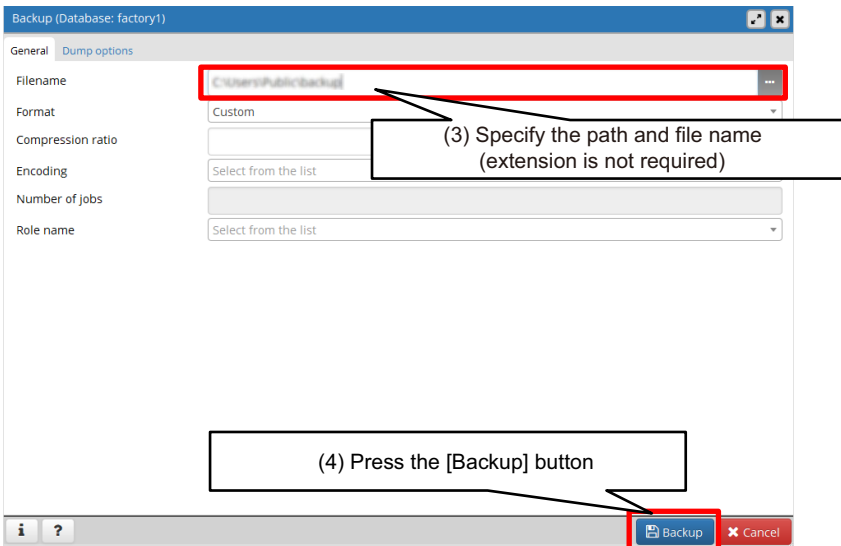 Backup (Database: factory1)
General Dump options
Filename C:\Users\Public\backup
Format Custom
(3) Specify the path and file name
(extension is not required)
Compression ratio
Encoding Select from the list
Number of jobs
Role name Select from the list
(4) Press the [Backup] button
i ? Backup Cancel